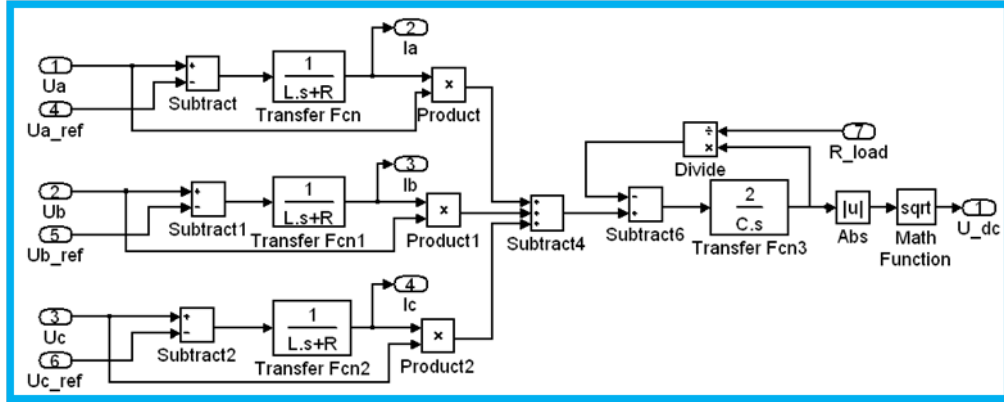 1
Ua
4
Ua_ref
+
−
Subtract
1
L.s+R
Transfer Fcn
2
Ia
×
Product
2
Ub
5
Ub_ref
+
−
Subtract1
1
L.s+R
Transfer Fcn1
3
Ib
×
Product1
3
Uc
6
Uc_ref
+
−
Subtract2
1
L.s+R
Transfer Fcn2
4
Ic
×
Product2
+
+
+
Subtract4
−
+
Subtract6
÷
×
Divide
7
R_load
2
C.s
Transfer Fcn3
|u|
Abs
sqrt
Math
Function
1
U_dc